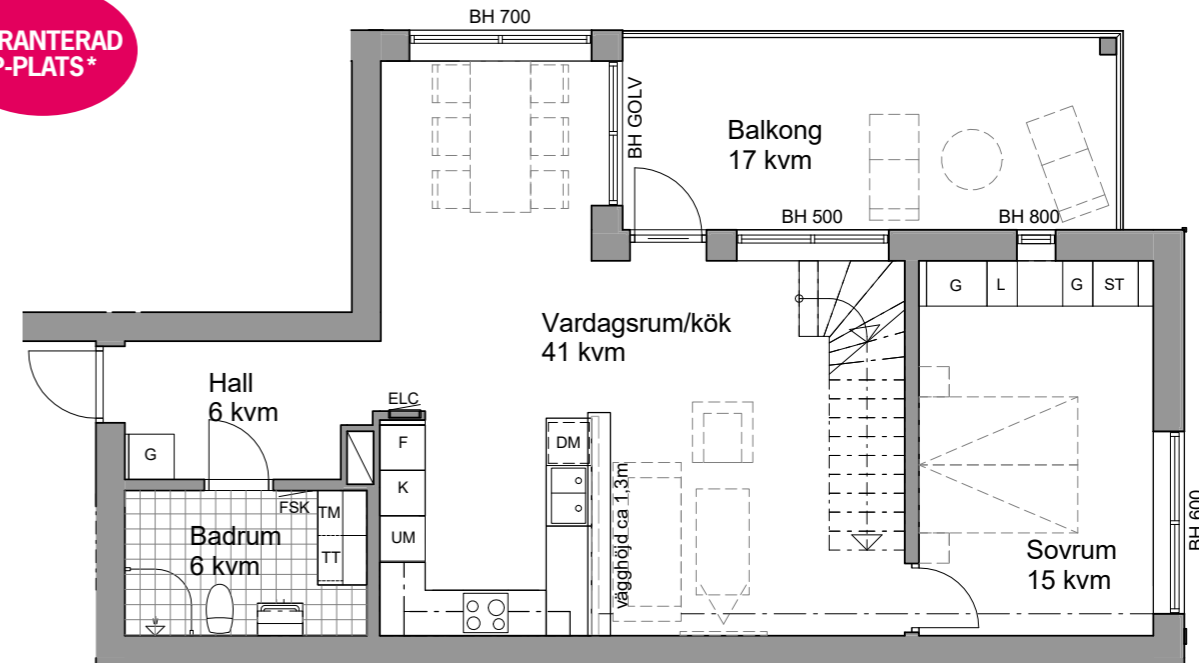 RANTERAD
P-PLATS*
BH 700
BH GOLV
Balkong
17 kvm
BH 500
BH 800
G
L
G
ST
Vardagsrum/kök
41 kvm
Hall
6 kvm
ELC
G
F
DM
K
FSK
TM
vägghöjd ca 1,3m
BH 600
Badrum
6 kvm
UM
TT
Sovrum
15 kvm